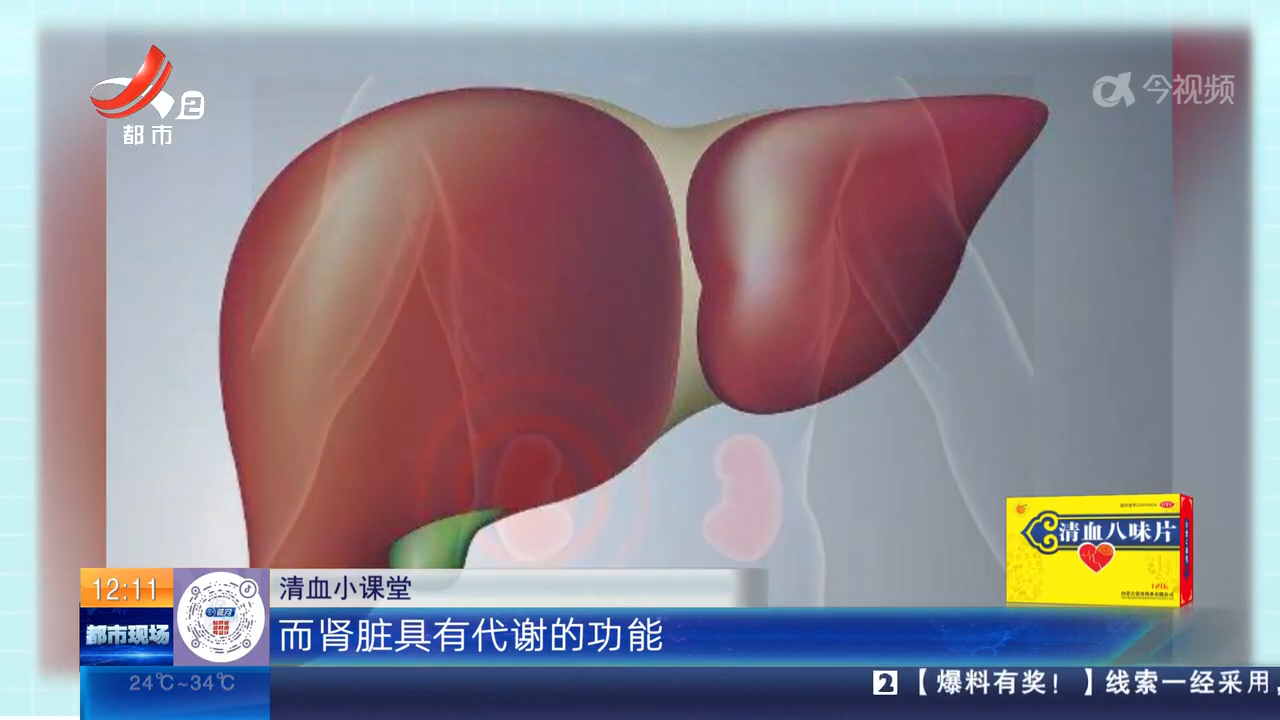 2
都市
今视频
清血八味片
120
12:11
清血小课堂
都市现场
而肾脏具有代谢的功能
24℃~34℃
2【爆料有奖！】线索一经采用，